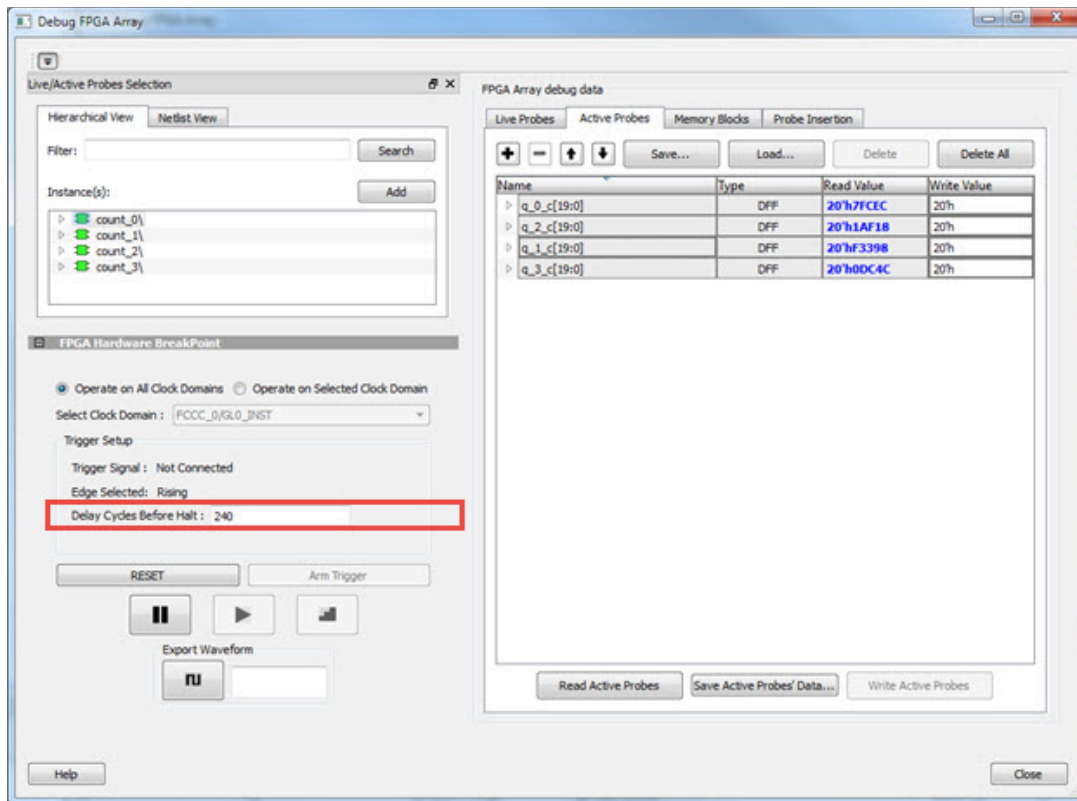 Debug FPGA Array
Live/Active Probes Selection
Hierarchical View Netlist View
Filter: Search
Instance(s): Add
count_0\
count_1\
count_2\
count_3\
FPGA Hardware BreakPoint
Operate on All Clock Domains Operate on Selected Clock Domain
Select Clock Domain : FCCC_0/GL0_INST
Trigger Setup
Trigger Signal : Not Connected
Edge Selected: Rising
Delay Cycles Before Halt : 240
RESET Arm Trigger
Export Waveform
FPGA Array debug data
Live Probes Active Probes Memory Blocks Probe Insertion
Save... Load... Delete Delete All
Name Type Read Value Write Value
q_0_c[19:0] DFF 20'h7FCEC 20'h
q_2_c[19:0] DFF 20'h1AF18 20'h
q_1_c[19:0] DFF 20'hF3398 20'h
q_3_c[19:0] DFF 20'h0DC4C 20'h
Read Active Probes Save Active Probes' Data... Write Active Probes
Help Close